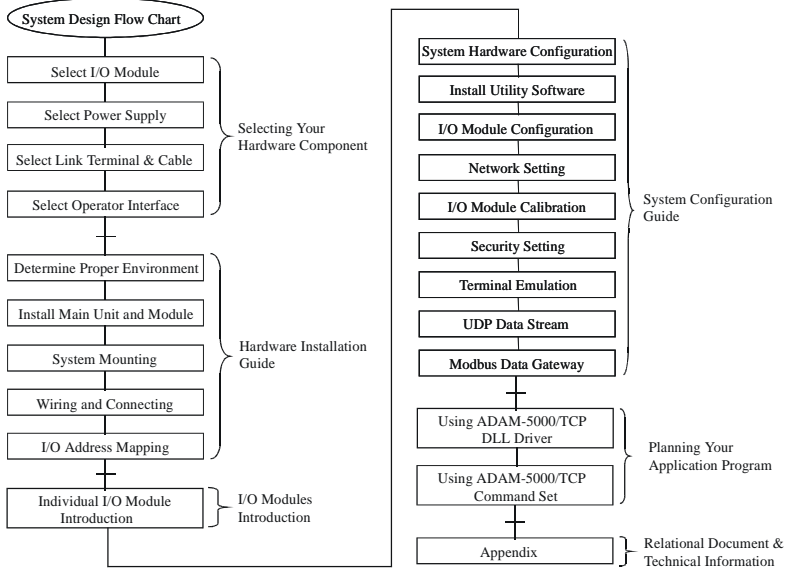 System Design Flow Chart
Select I/O Module
Select Power Supply
Select Link Terminal & Cable
Select Operator Interface
Selecting Your
Hardware Component
Determine Proper Environment
Install Main Unit and Module
System Mounting
Wiring and Connecting
I/O Address Mapping
Hardware Installation
Guide
Individual I/O Module
Introduction
I/O Modules
Introduction
System Hardware Configuration
Install Utility Software
I/O Module Configuration
Network Setting
I/O Module Calibration
Security Setting
Terminal Emulation
UDP Data Stream
Modbus Data Gateway
System Configuration
Guide
Using ADAM-5000/TCP
DLL Driver
Using ADAM-5000/TCP
Command Set
Planning Your
Application Program
Appendix
Relational Document &
Technical Information